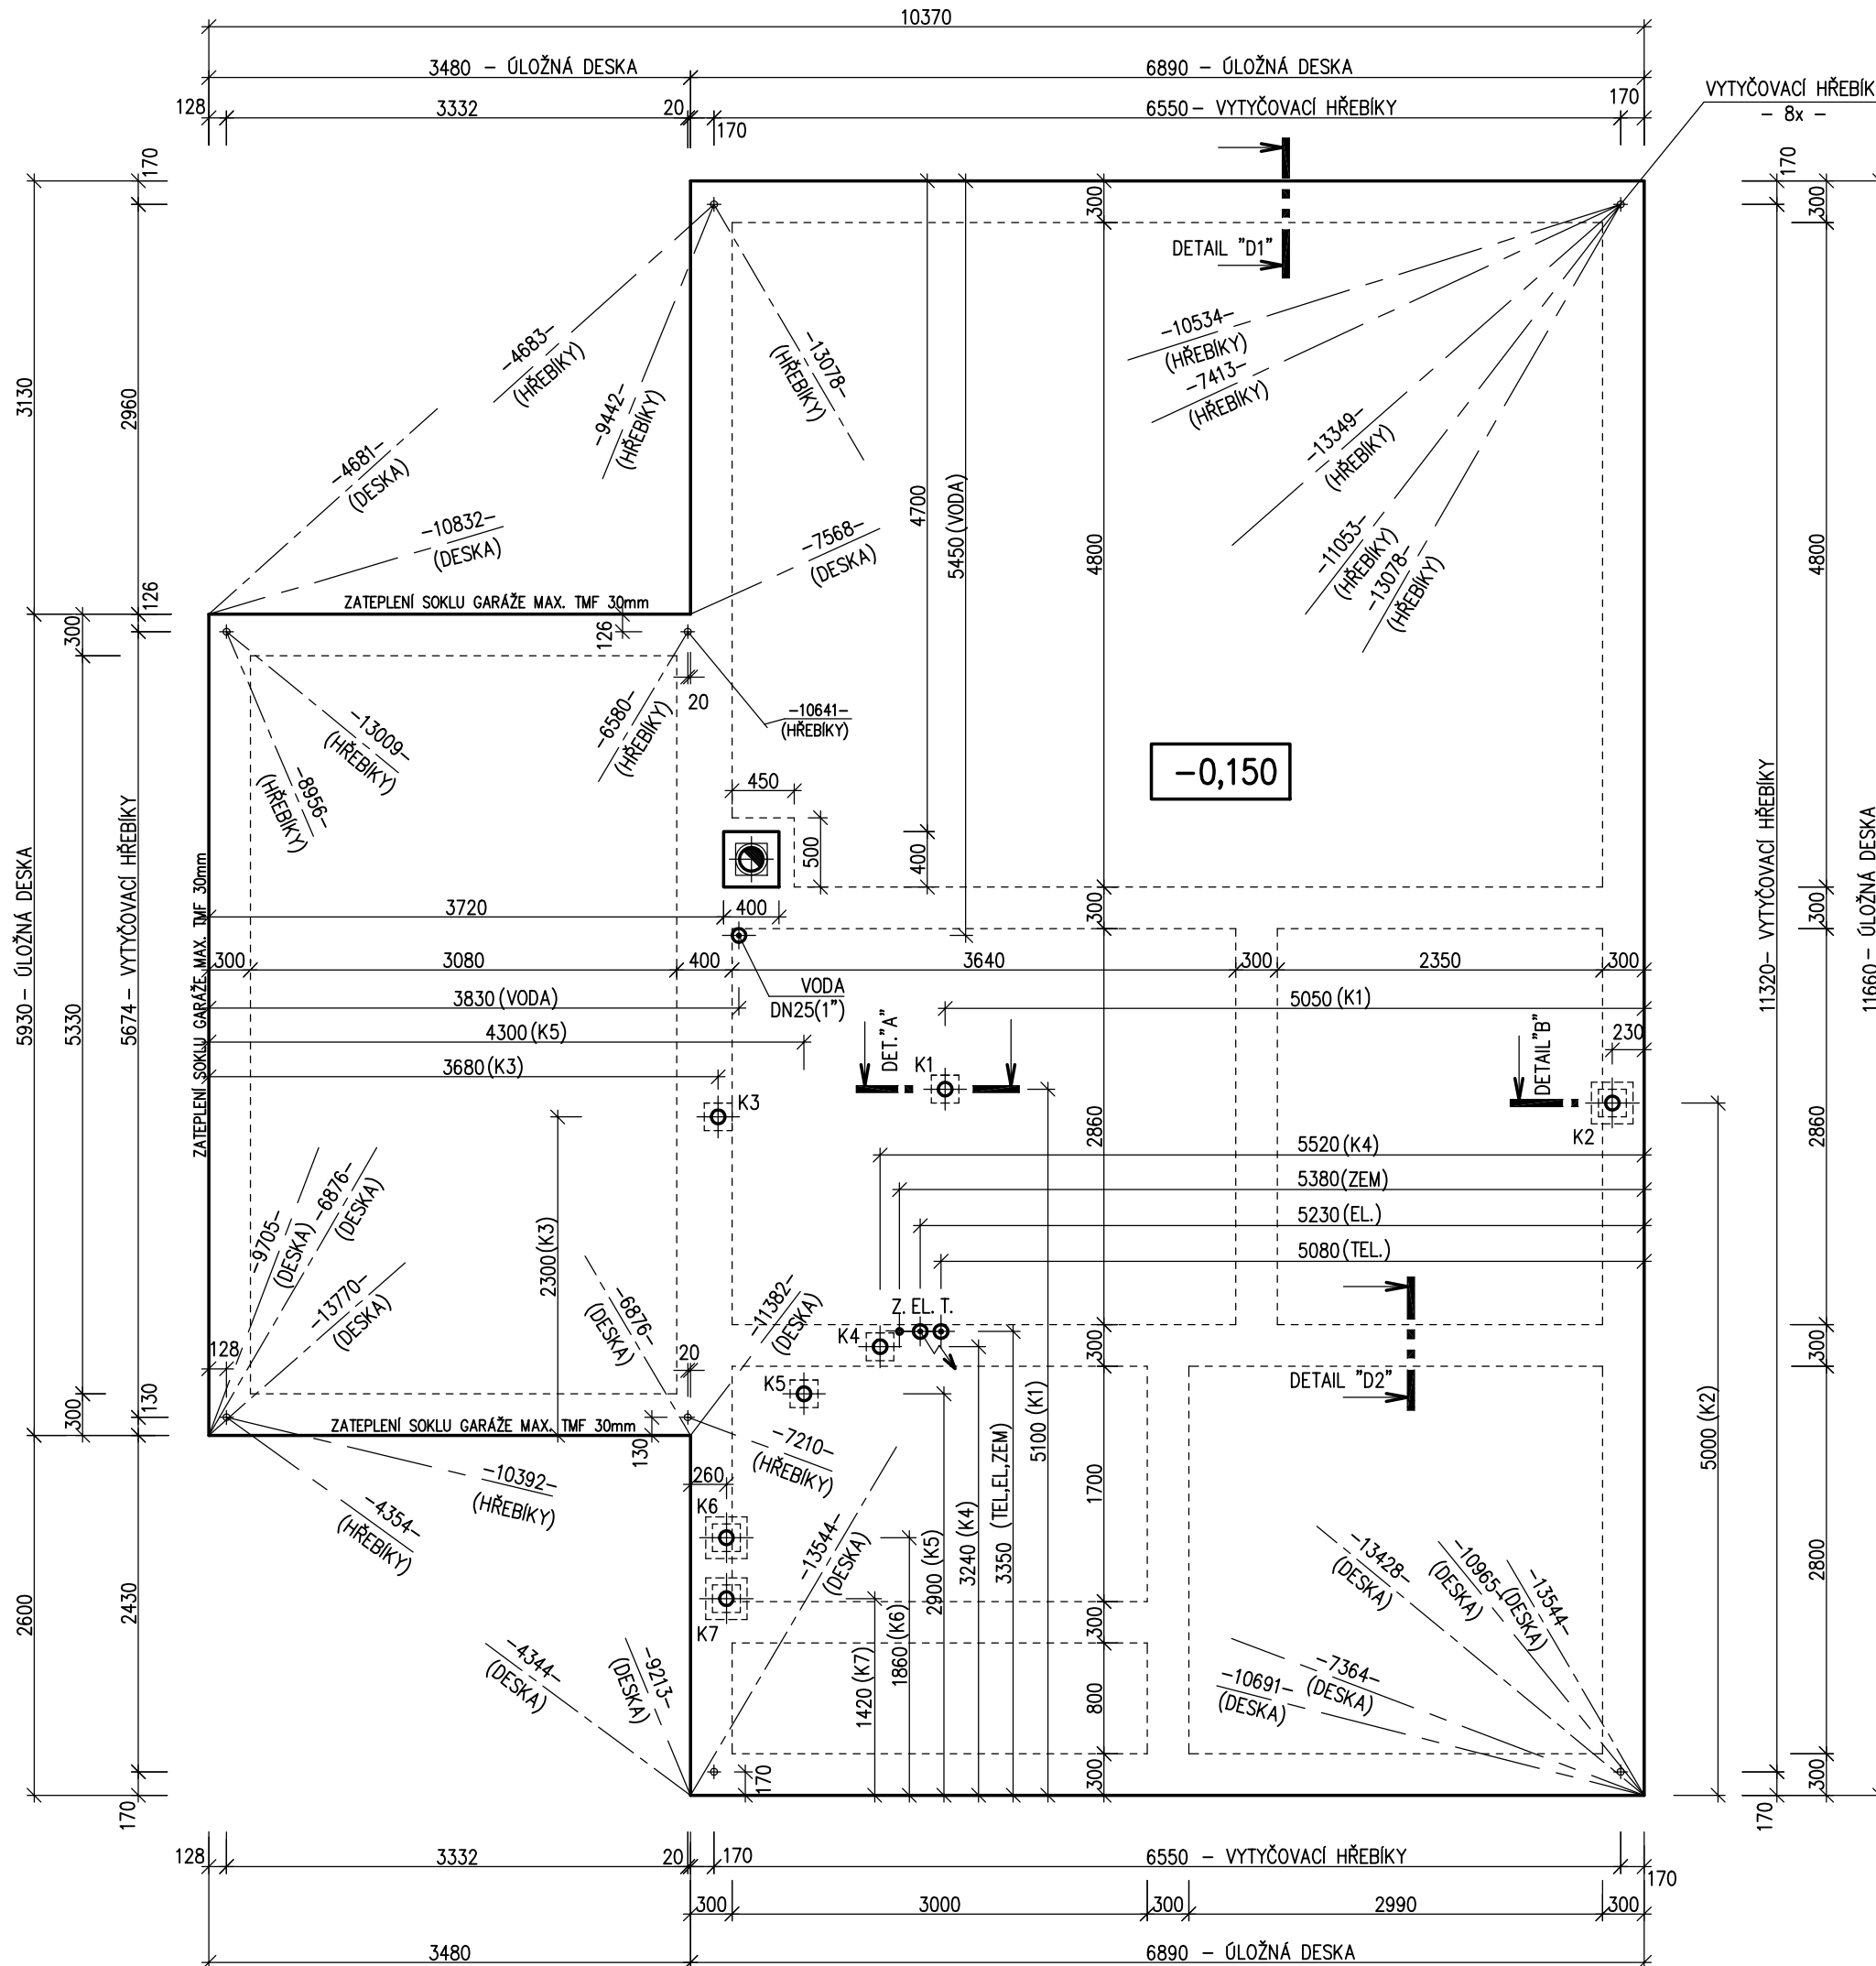 10370
3480 - ÚLOŽNÁ DESKA
6890 - ÚLOŽNÁ DESKA
128
3332
20
170
6550 - VYTYČOVACÍ HŘEBÍKY
170
VYTYČOVACÍ HŘEBÍK
- 8x -
170
3130
2960
126
300
5930 - ÚLOŽNÁ DESKA
5330
5674 - VYTYČOVACÍ HŘEBÍKY
300
130
2600
2430
170
-4683-
(HŘEBÍKY)
-9442-
(HŘEBÍKY)
-13078-
(HŘEBÍKY)
-4681-
(DESKA)
-10832-
(DESKA)
-7568-
(DESKA)
4700
5450 (VODA)
300
4800
DETAIL "D1"
-10534-
(HŘEBÍKY)
-7413-
(HŘEBÍKY)
-13349-
(HŘEBÍKY)
-11053-
(HŘEBÍKY)
-13078-
(HŘEBÍKY)
170
300
4800
ZATEPLENÍ SOKLU GARÁŽE MAX. TMF 30mm
126
20
-6580-
(HŘEBÍKY)
-10641-
(HŘEBÍKY)
-13009-
(HŘEBÍKY)
-8956-
(HŘEBÍKY)
450
500
400
-0,150
ZATEPLENÍ SOKLU GARÁŽE MAX. TMF 30mm
3720
400
300
300
3080
400
3640
300
2350
300
3830 (VODA)
VODA
DN25(1")
5050 (K1)
4300 (K5)
3680 (K3)
DET."A"
K1
DETAIL"B"
230
K2
K3
2860
5520 (K4)
5380(ZEM)
5230 (EL.)
5080 (TEL.)
11320- VYTYČOVACÍ HŘEBÍKY
11660- ÚLOŽNÁ DESKA
300
2860
-9705-
(DESKA)
-6876-
(DESKA)
-13770-
(DESKA)
2300 (K3)
-6876-
(DESKA)
-11382-
(DESKA)
Z. EL. T.
K4
K5
300
DETAIL "D2"
300
128
20
ZATEPLENÍ SOKLU GARÁŽE MAX. TMF 30mm
130
-7210-
(HŘEBÍKY)
260
K6
K7
-10392-
(HŘEBÍKY)
-4354-
(HŘEBÍKY)
-13544-
(DESKA)
1420 (K7)
1860 (K6)
2900 (K5)
3240 (K4)
3350 (TEL,EL,ZEM)
5100 (K1)
1700
300
800
300
5000 (K2)
2800
300
170
-13428-
(DESKA)
-10965-
(DESKA)
-13544-
(DESKA)
-7364-
(DESKA)
-10691-
(DESKA)
-4344-
(DESKA)
-9213-
(DESKA)
170
128
3332
20
170
6550 - VYTYČOVACÍ HŘEBÍKY
170
300
3000
300
2990
300
3480
6890 - ÚLOŽNÁ DESKA